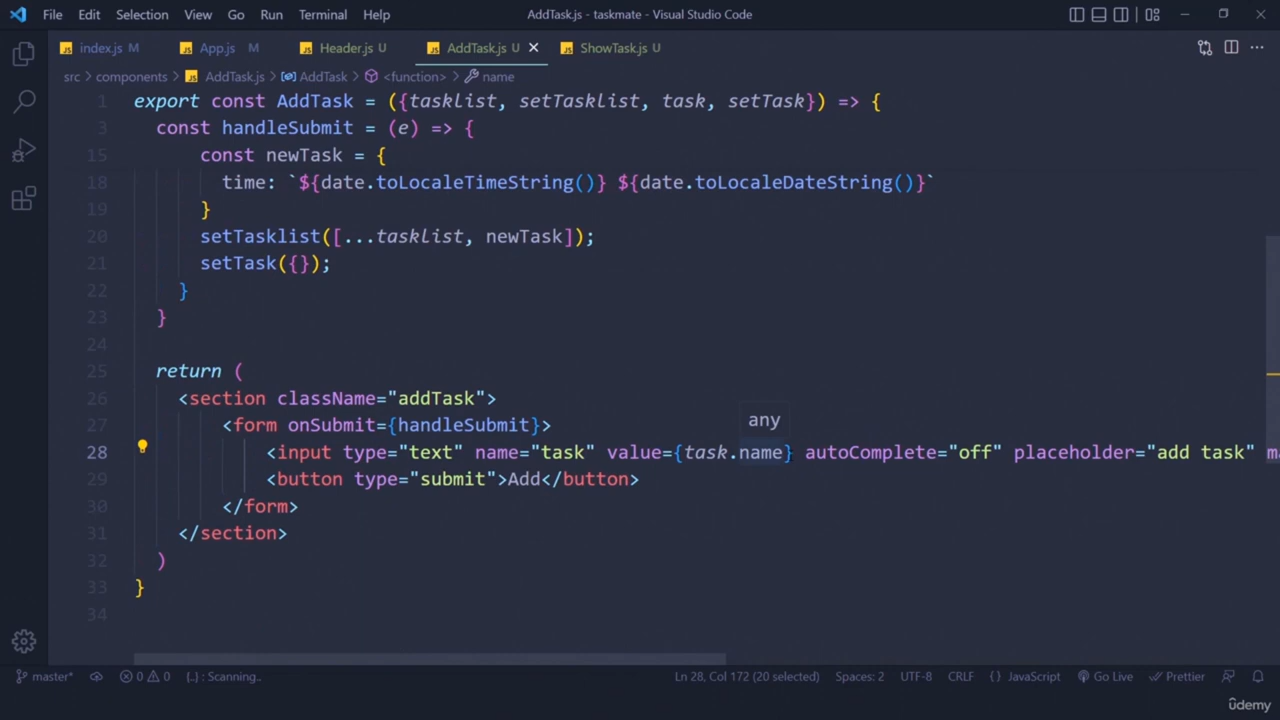 File Edit Selection View Go Run Terminal Help AddTask.js - taskmate - Visual Studio Code
index.js M App.js M Header.js U AddTask.js U ShowTask.js U
src > components > AddTask.js > AddTask > <function> > name
1 export const AddTask = ({tasklist, setTasklist, task, setTask}) => {
3 const handleSubmit = (e) => {
15 const newTask = {
18 time: `${date.toLocaleTimeString()} ${date.toLocaleDateString()}`
19 }
20 setTasklist([...tasklist, newTask]);
21 setTask({});
22 }
23 }
24
25 return (
26 <section className="addTask">
27 <form onSubmit={handleSubmit}>
any
28 <input type="text" name="task" value={task.name} autoComplete="off" placeholder="add task" ma
29 <button type="submit">Add</button>
30 </form>
31 </section>
32 )
33 }
34
master* 0 0 {..} : Scanning.. Ln 28, Col 172 (20 selected) Spaces: 2 UTF-8 CRLF {} JavaScript Go Live Prettier
ûdemy